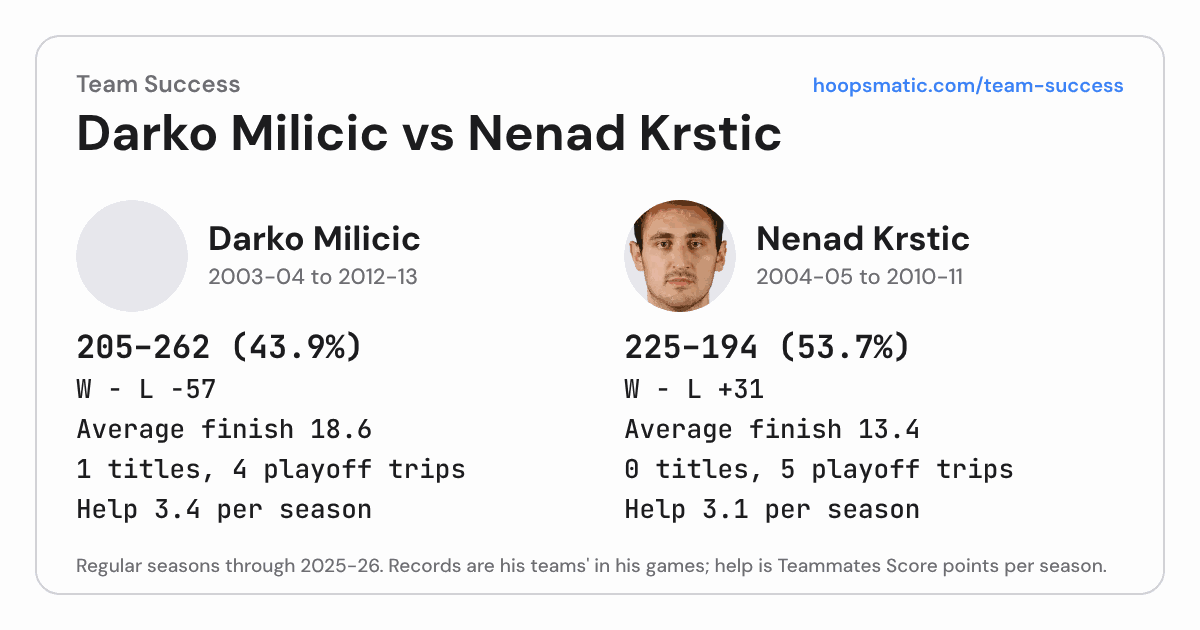 Team Success
hoopsmatic.com/team-success
Darko Milicic vs Nenad Krstic
Darko Milicic
2003-04 to 2012-13
205-262 (43.9%)
W - L -57
Average finish 18.6
1 titles, 4 playoff trips
Help 3.4 per season
Nenad Krstic
2004-05 to 2010-11
225-194 (53.7%)
W - L +31
Average finish 13.4
0 titles, 5 playoff trips
Help 3.1 per season
Regular seasons through 2025-26. Records are his teams' in his games; help is Teammates Score points per season.